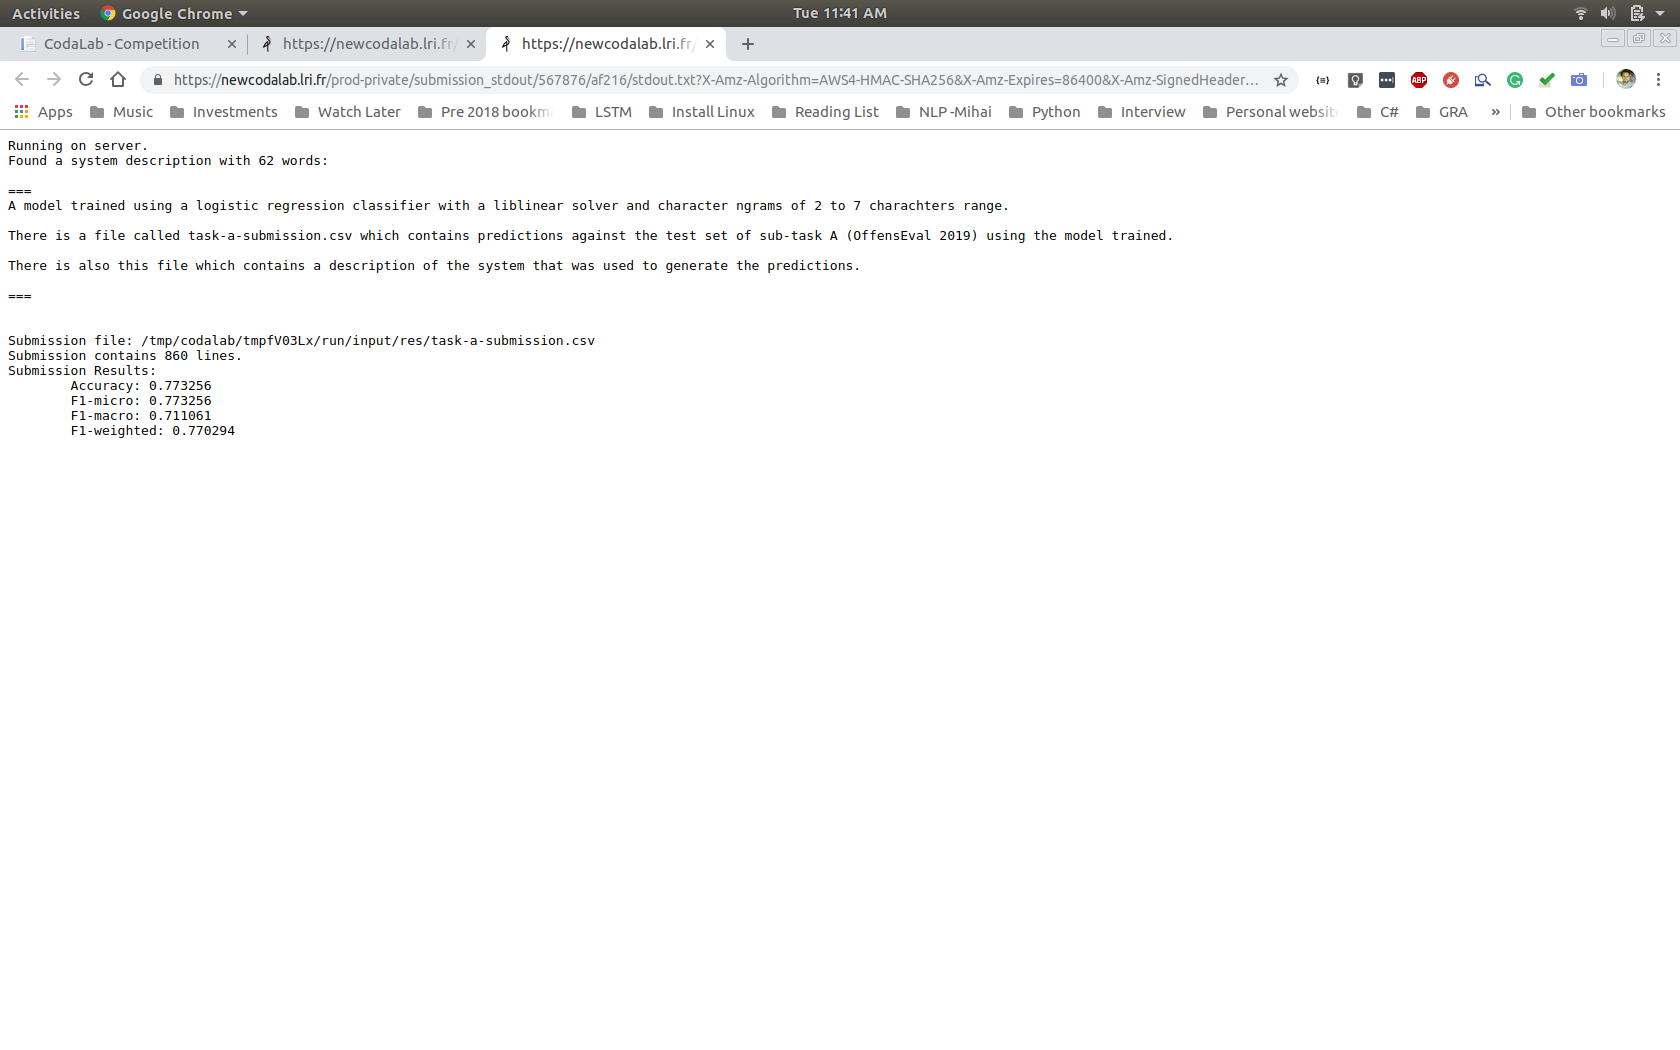 Activities Google Chrome Tue 11:41 AM
CodaLab - Competition https://newcodalab.lri.fr/ https://newcodalab.lri.fr/
https://newcodalab.lri.fr/prod-private/submission_stdout/567876/af216/stdout.txt?X-Amz-Algorithm=AWS4-HMAC-SHA256&X-Amz-Expires=86400&X-Amz-SignedHeader... ABP
Apps Music Investments Watch Later Pre 2018 bookm LSTM Install Linux Reading List NLP -Mihai Python Interview Personal websit C# GRA » Other bookmarks
Running on server.
Found a system description with 62 words:
===
A model trained using a logistic regression classifier with a liblinear solver and character ngrams of 2 to 7 charachters range.
There is a file called task-a-submission.csv which contains predictions against the test set of sub-task A (OffensEval 2019) using the model trained.
There is also this file which contains a description of the system that was used to generate the predictions.
===
Submission file: /tmp/codalab/tmpfV03Lx/run/input/res/task-a-submission.csv
Submission contains 860 lines.
Submission Results:
Accuracy: 0.773256
F1-micro: 0.773256
F1-macro: 0.711061
F1-weighted: 0.770294